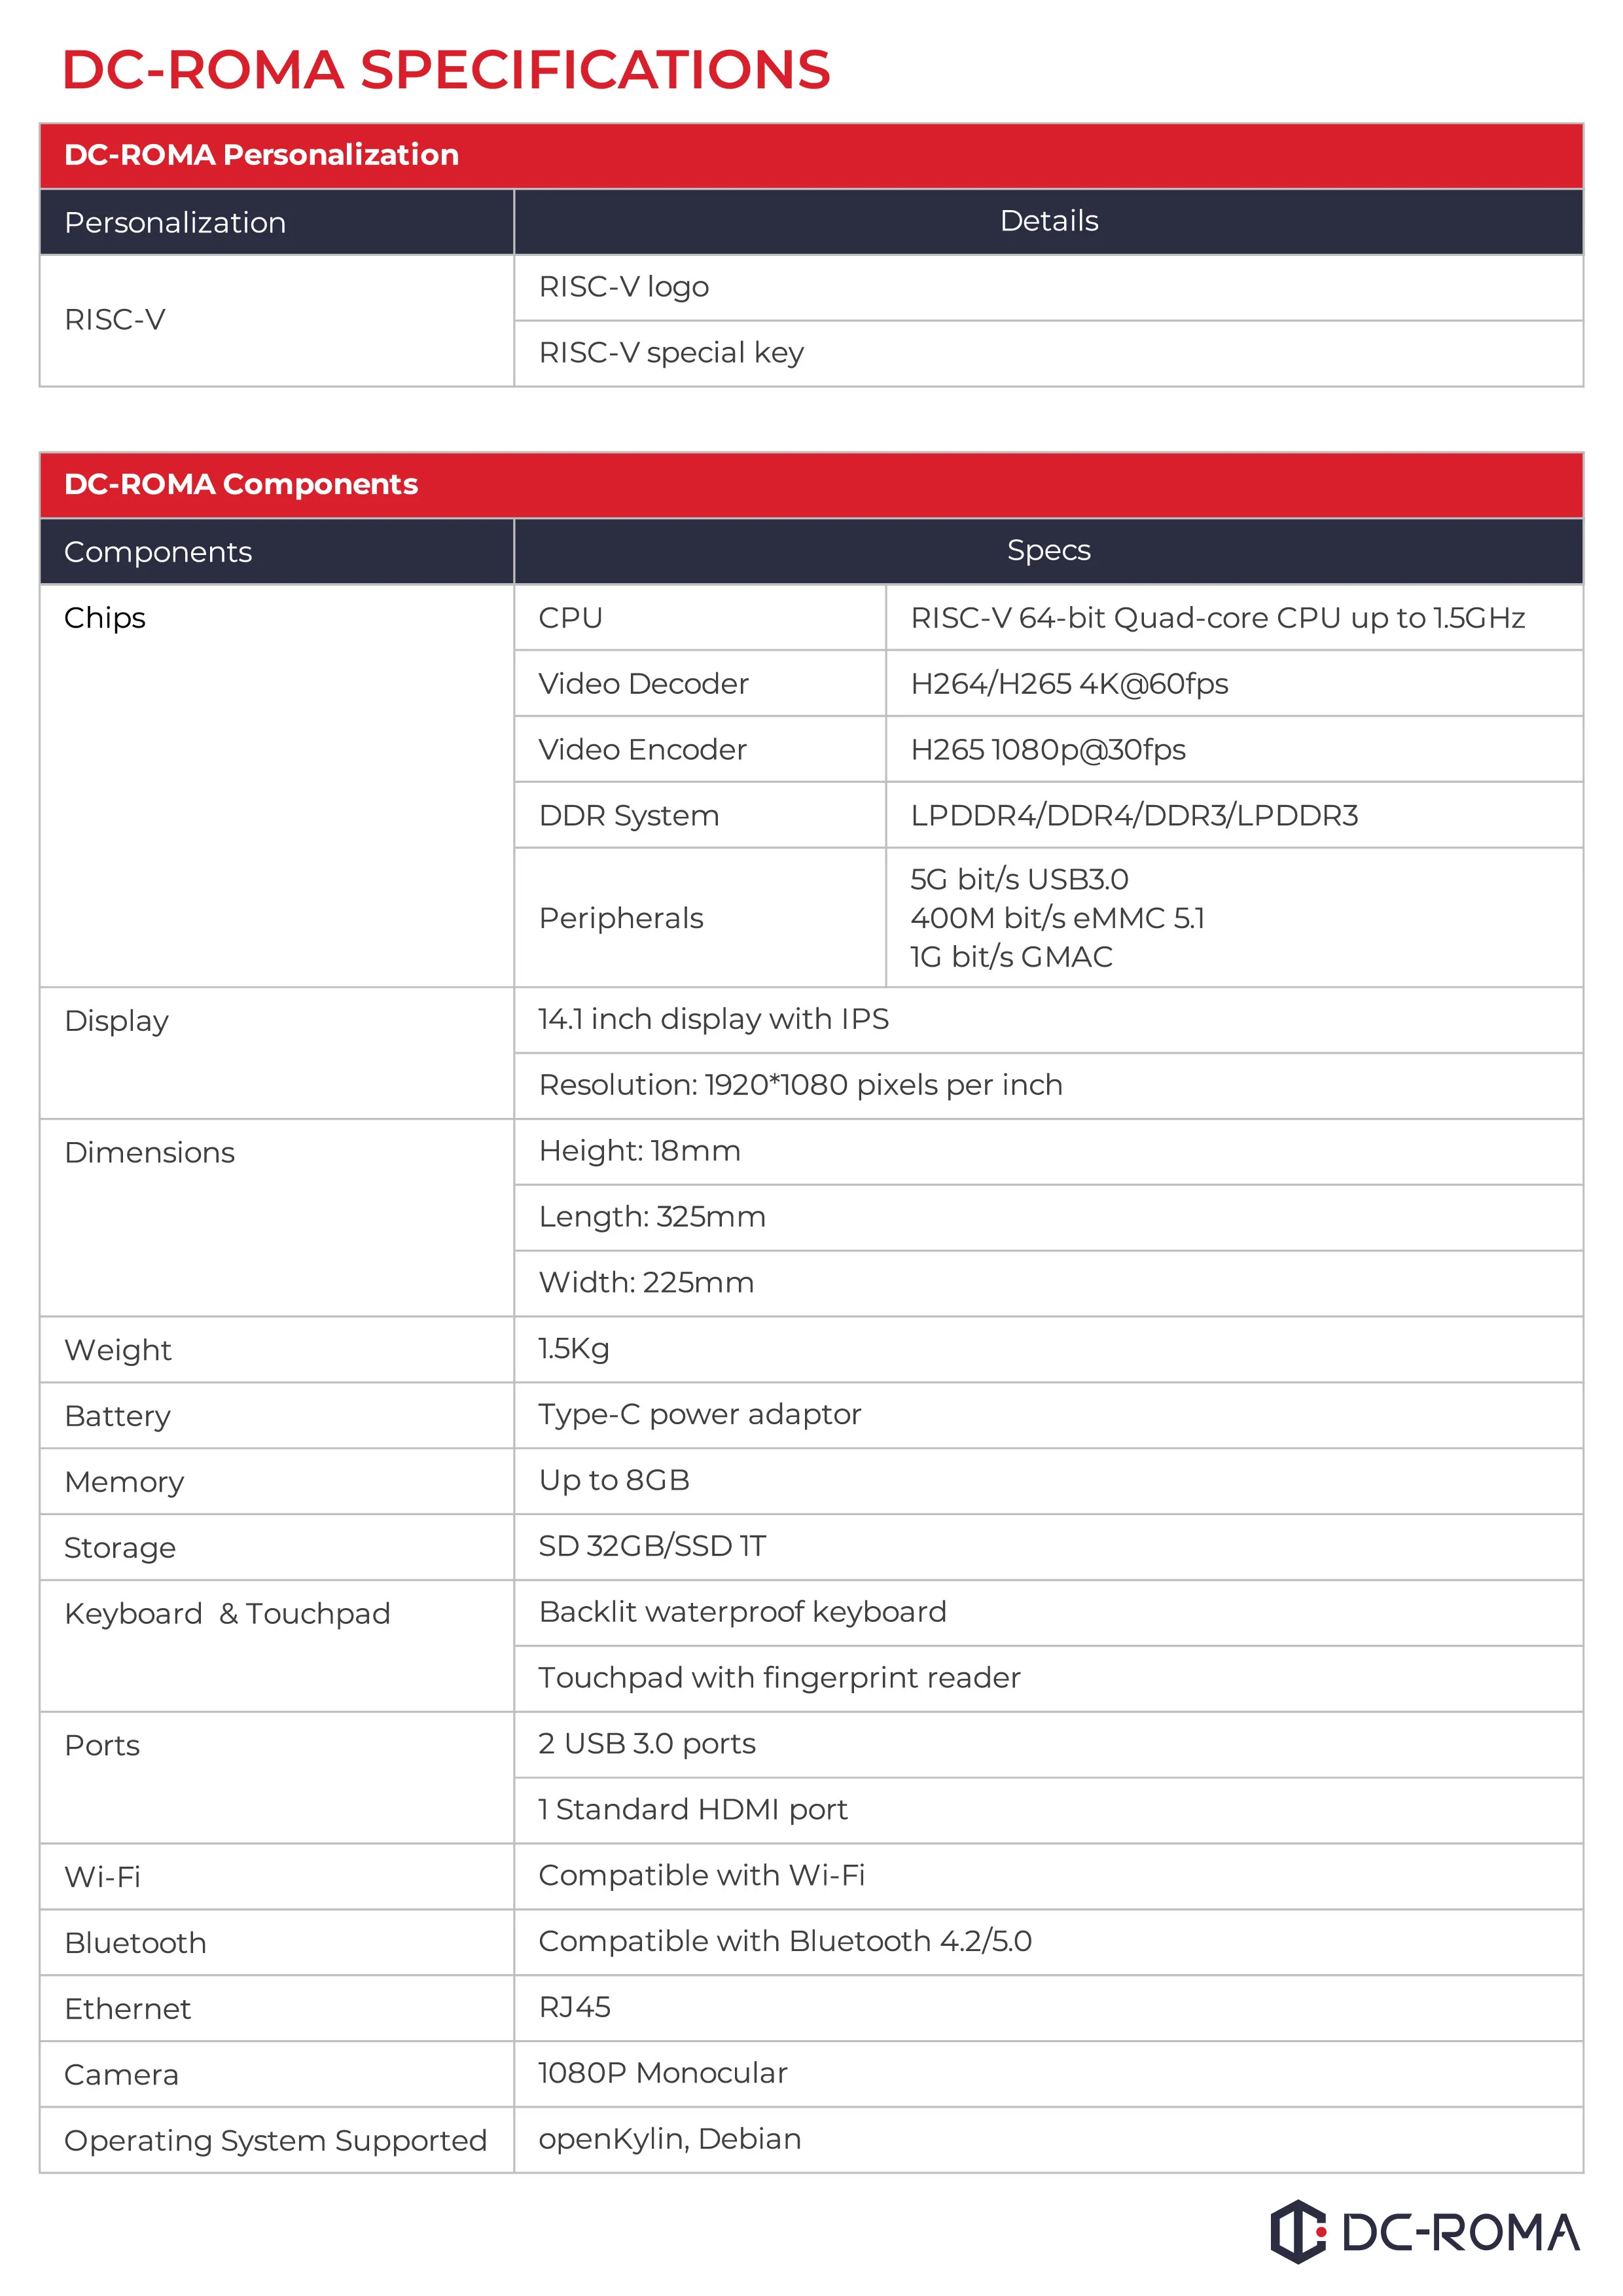 DC-ROMA SPECIFICATIONS
DC-ROMA Personalization
Personalization Details
RISC-V
RISC-V logo
RISC-V special key
DC-ROMA Components
Components Specs
Chips CPU RISC-V 64-bit Quad-core CPU up to 1.5GHz
Video Decoder H264/H265 4K@60fps
Video Encoder H265 1080p@30fps
DDR System LPDDR4/DDR4/DDR3/LPDDR3
Peripherals
5G bit/s USB3.0
400M bit/s eMMC 5.1
1G bit/s GMAC
Display 14.1 inch display with IPS
Resolution: 1920*1080 pixels per inch
Dimensions Height: 18mm
Length: 325mm
Width: 225mm
Weight 1.5Kg
Battery Type-C power adaptor
Memory Up to 8GB
Storage SD 32GB/SSD 1T
Keyboard & Touchpad Backlit waterproof keyboard
Touchpad with fingerprint reader
Ports 2 USB 3.0 ports
1 Standard HDMI port
Wi-Fi Compatible with Wi-Fi
Bluetooth Compatible with Bluetooth 4.2/5.0
Ethernet RJ45
Camera 1080P Monocular
Operating System Supported openKylin, Debian
DC-ROMA